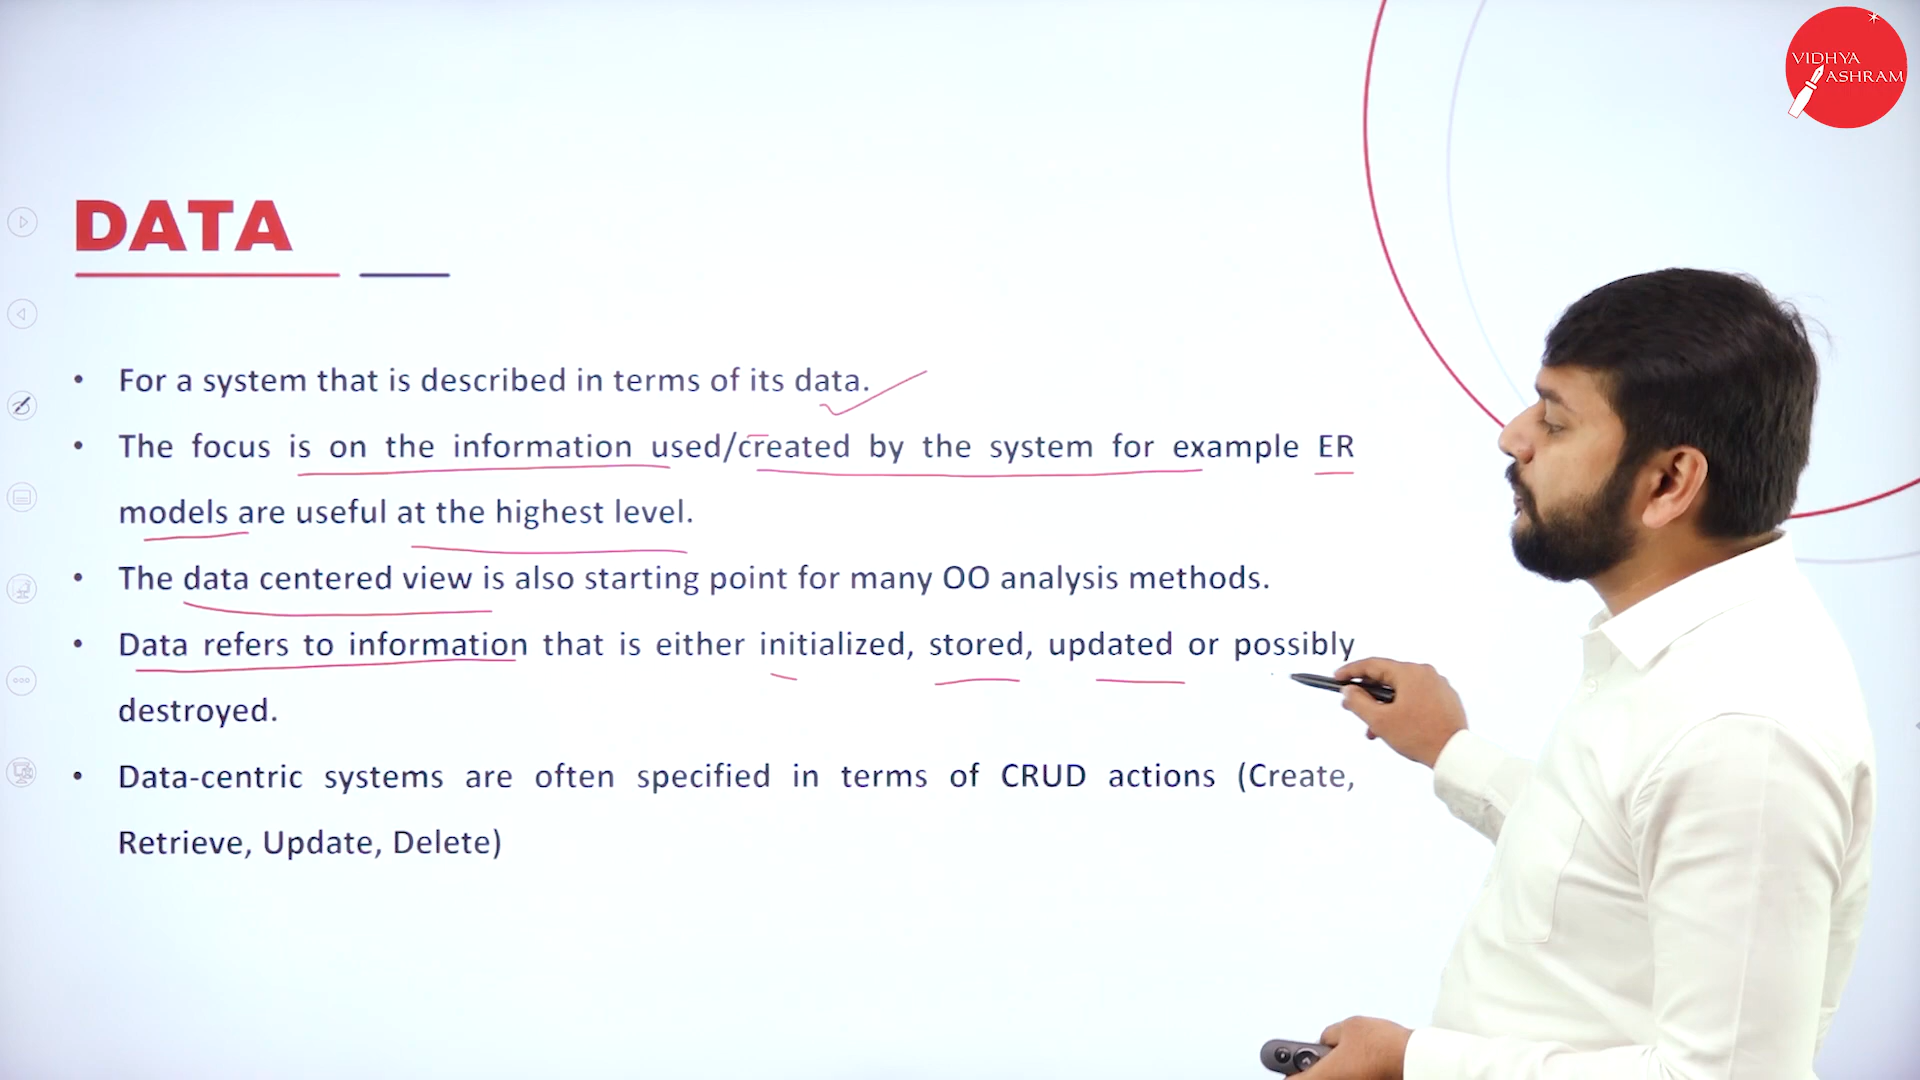 VIDHYA
ASHRAM
DATA
• For a system that is described in terms of its data.
• The focus is on the information used/created by the system for example ER
models are useful at the highest level.
• The data centered view is also starting point for many OO analysis methods.
• Data refers to information that is either initialized, stored, updated or possibly
destroyed.
• Data-centric systems are often specified in terms of CRUD actions (Create,
Retrieve, Update, Delete)